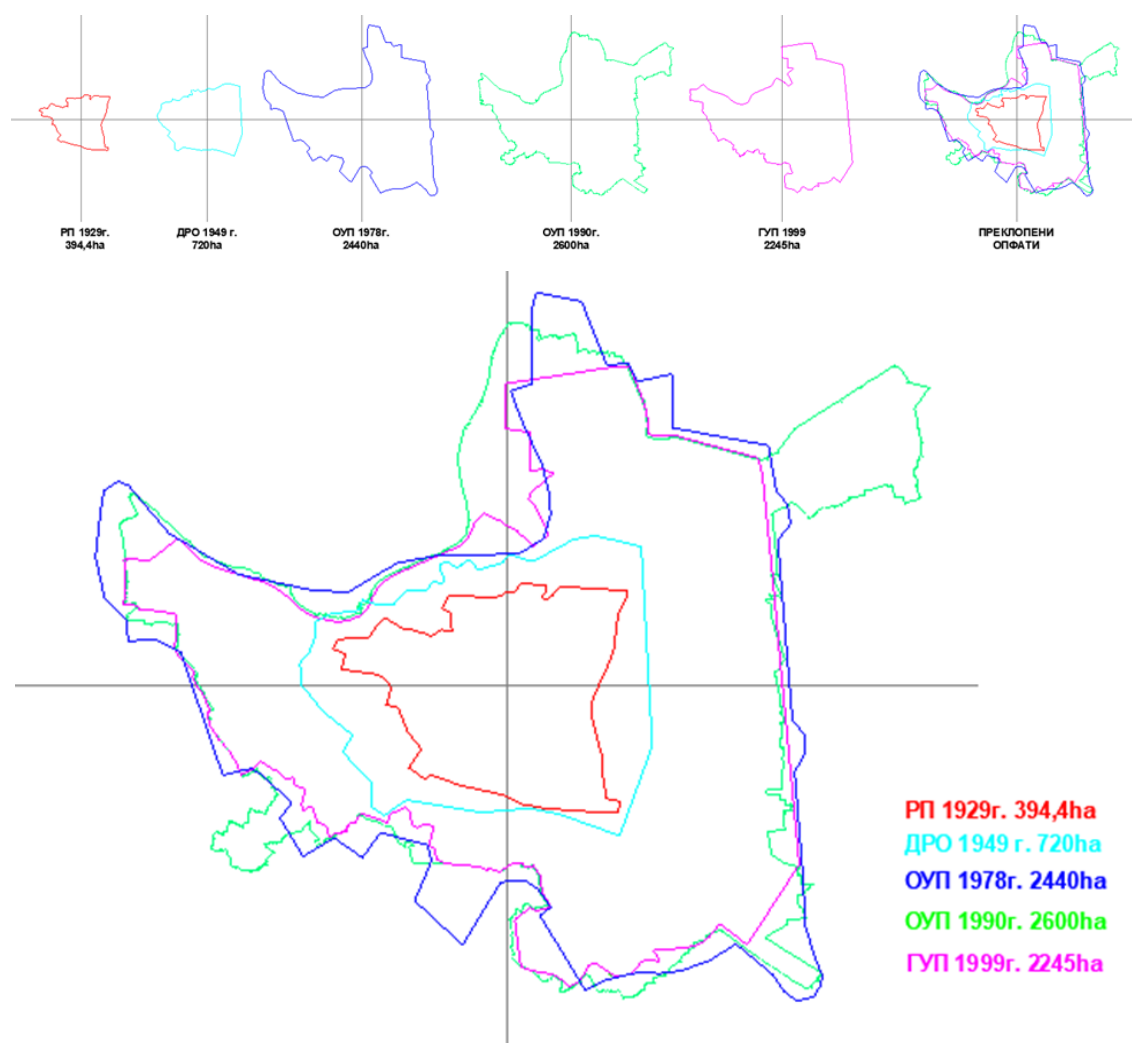 РП 1929г.
394,4ha
ДРО 1949 г.
720ha
ОУП 1978г.
2440ha
ОУП 1990г.
2600ha
ГУП 1999
2245ha
ПРЕКЛОПЕНИ
ОПФАТИ
РП 1929г. 394,4ha
ДРО 1949 г. 720ha
ОУП 1978г. 2440ha
ОУП 1990г. 2600ha
ГУП 1999г. 2245ha